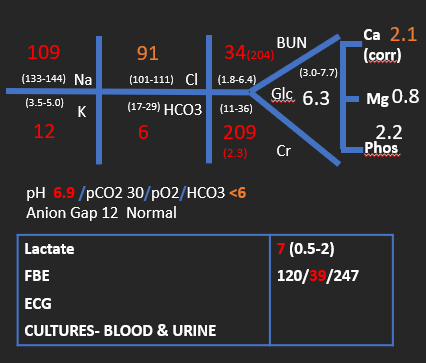 109 91 34(204) BUN Ca 2.1
(133-144) Na (101-111) Cl (1.8-6.4) (3.0-7.7) (corr)
(3.5-5.0) K (17-29) HCO3 (11-36) Glc 6.3 Mg 0.8
12 6 209 2.2
(2.3) Cr Phos
pH 6.9 /pCO2 30/pO2/HCO3 <6
Anion Gap 12 Normal
Lactate 7 (0.5-2)
FBE 120/39/247
ECG
CULTURES- BLOOD & URINE